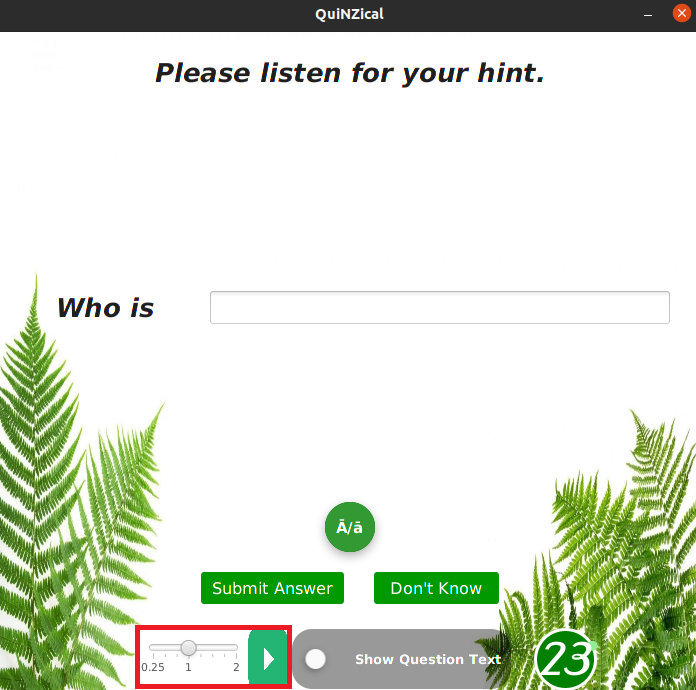 QuiNZical
Please listen for your hint.
Who is
Ā/ā
Submit Answer Don't Know
0.25 1 2
Show Question Text
23